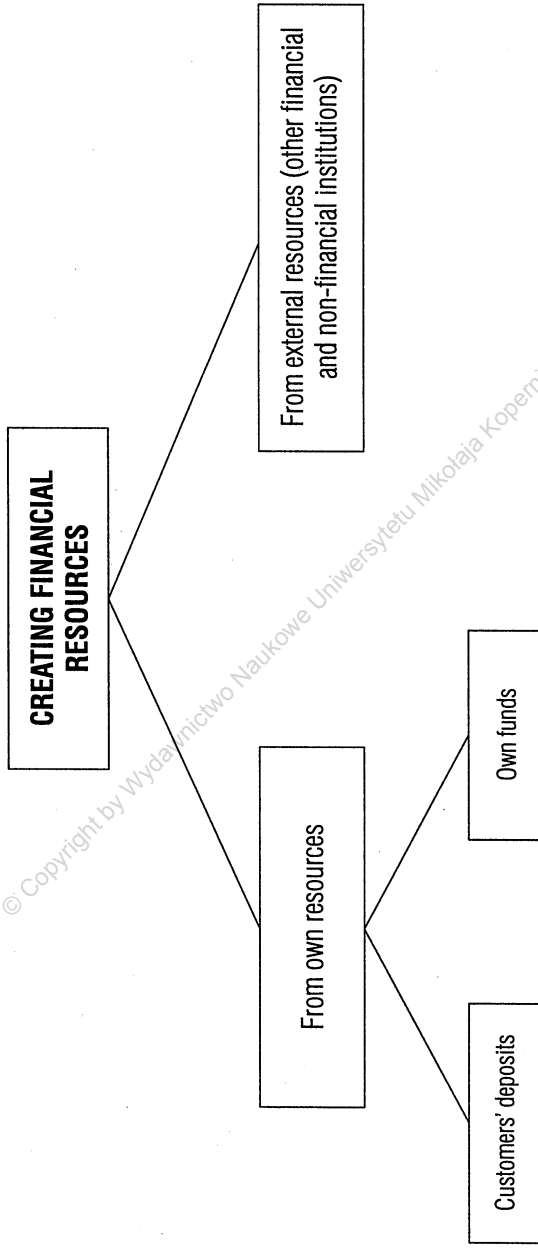 CREATING FINANCIAL
RESOURCES
From own resources
From external resources (other financial
and non-financial institutions)
Customers' deposits
Own funds
© Copyright by Wydawnictwo Naukowe Uniwersytetu Mikołaja